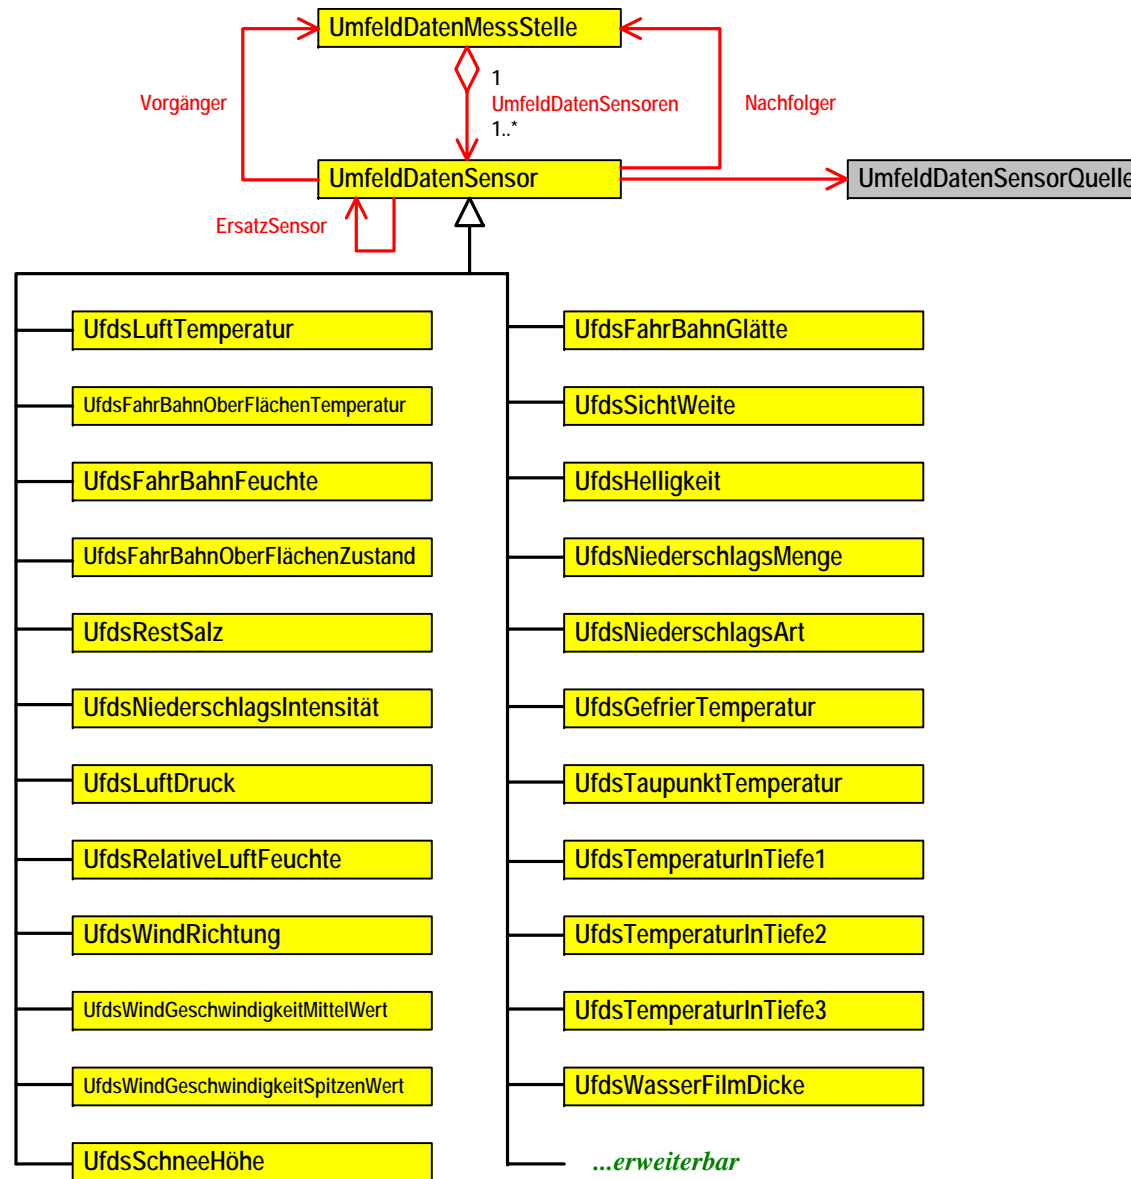 UmfeldDatenMessStelle
1
Vorgänger
UmfeldDatenSensoren
Nachfolger
1..*
UmfeldDatenSensor
UmfeldDatenSensorQuelle
ErsatzSensor
UfdsLuftTemperatur
UfdsFahrBahnOberFlächenTemperatur
UfdsFahrBahnFeuchte
UfdsFahrBahnOberFlächenZustand
UfdsRestSalz
UfdsNiederschlagsIntensität
UfdsLuftDruck
UfdsRelativeLuftFeuchte
UfdsWindRichtung
UfdsWindGeschwindigkeitMittelWert
UfdsWindGeschwindigkeitSpitzenWert
UfdsSchneeHöhe
UfdsFahrBahnGlätte
UfdsSichtWeite
UfdsHelligkeit
UfdsNiederschlagsMenge
UfdsNiederschlagsArt
UfdsGefrierTemperatur
UfdsTaupunktTemperatur
UfdsTemperaturInTiefe1
UfdsTemperaturInTiefe2
UfdsTemperaturInTiefe3
UfdsWasserFilmDicke
...erweiterbar